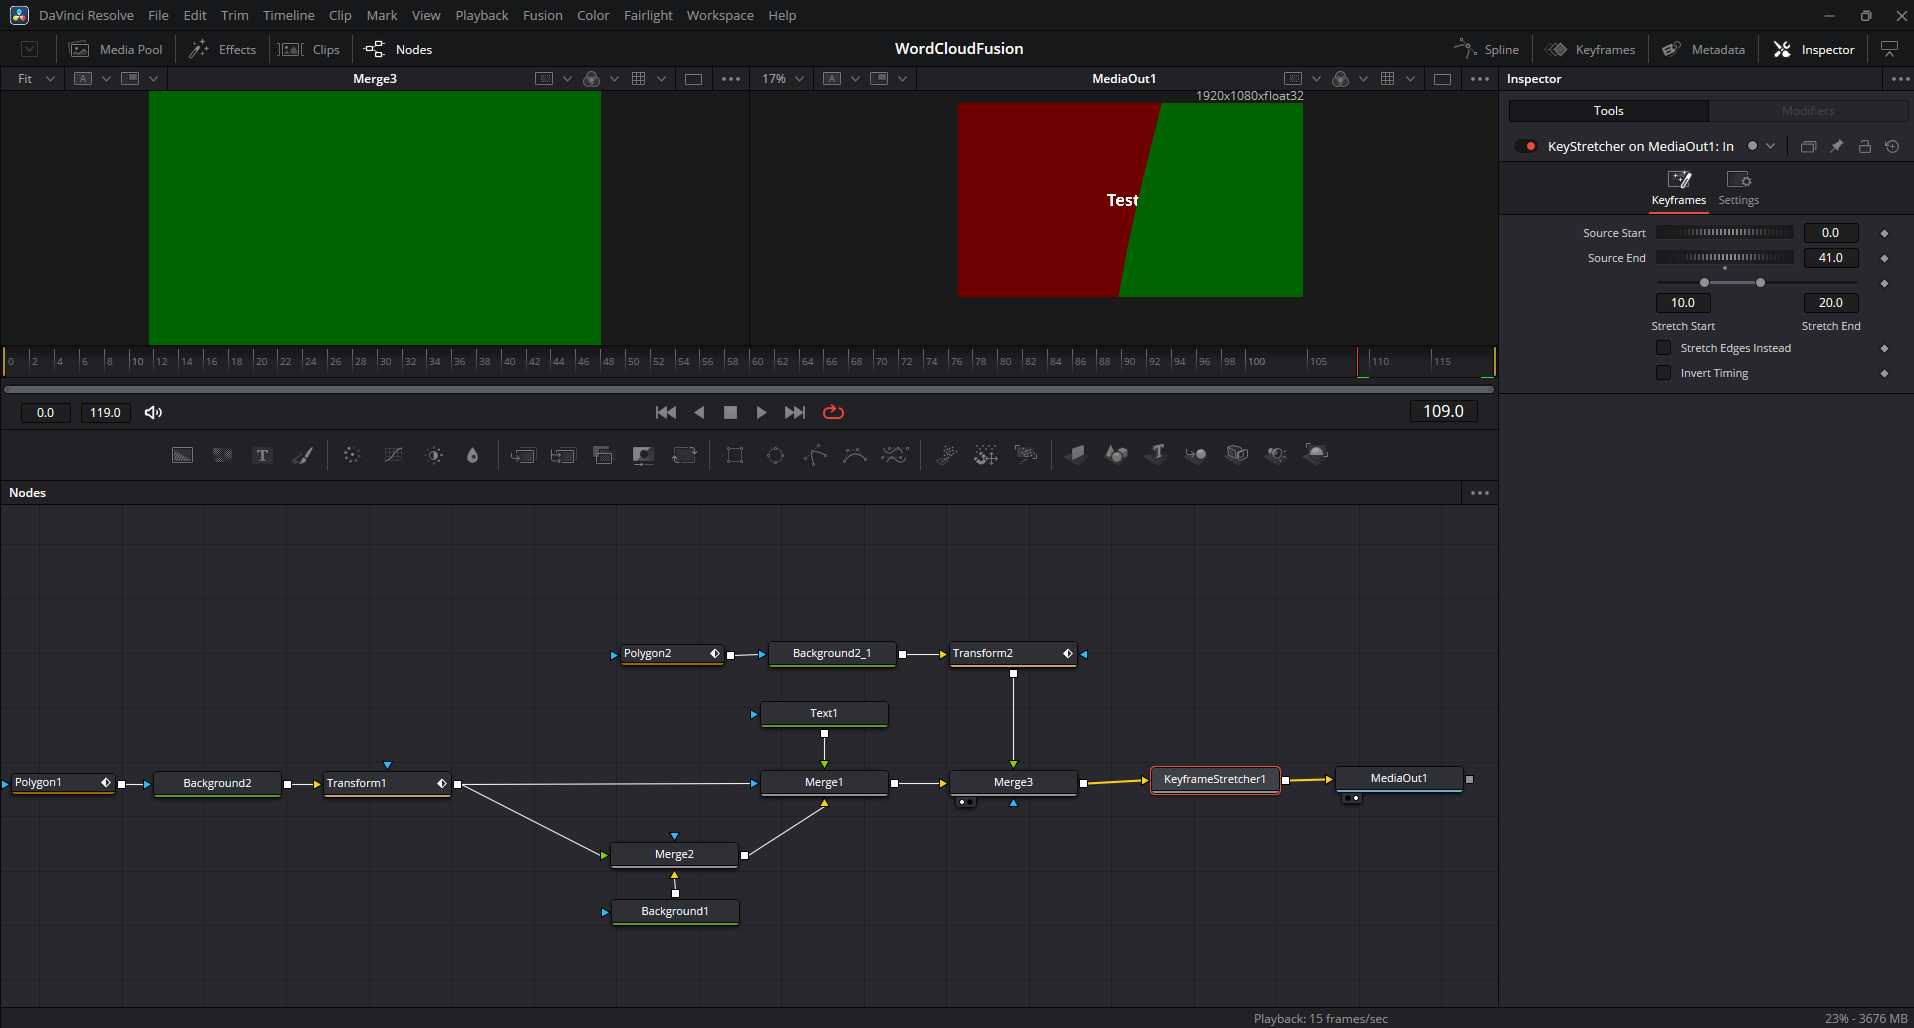 DaVinci Resolve File Edit Trim Timeline Clip Mark View Playback Fusion Color Fairlight Workspace Help
Media Pool Effects Clips Nodes WordCloudFusion Spline Keyframes Metadata Inspector
Fit A Merge3 17% A MediaOut1 Inspector
1920x1080xfloat32
Tools Modifiers
KeyStretcher on MediaOut1: In
Test
Keyframes Settings
Source Start 0.0
Source End 41.0
10.0 20.0
Stretch Start Stretch End
Stretch Edges Instead
Invert Timing
0 2 4 6 8 10 12 14 16 18 20 22 24 26 28 30 32 34 36 38 40 42 44 46 48 50 52 54 56 58 60 62 64 66 68 70 72 74 76 78 80 82 84 86 88 90 92 94 96 98 100 105 110 115
0.0 119.0 109.0
T T
Nodes
Polygon2 Background2_1 Transform2
Text1
Polygon1 Background2 Transform1 Merge1 Merge3 KeyframeStretcher1 MediaOut1
Merge2
Background1
Playback: 15 frames/sec 23% - 3676 MB